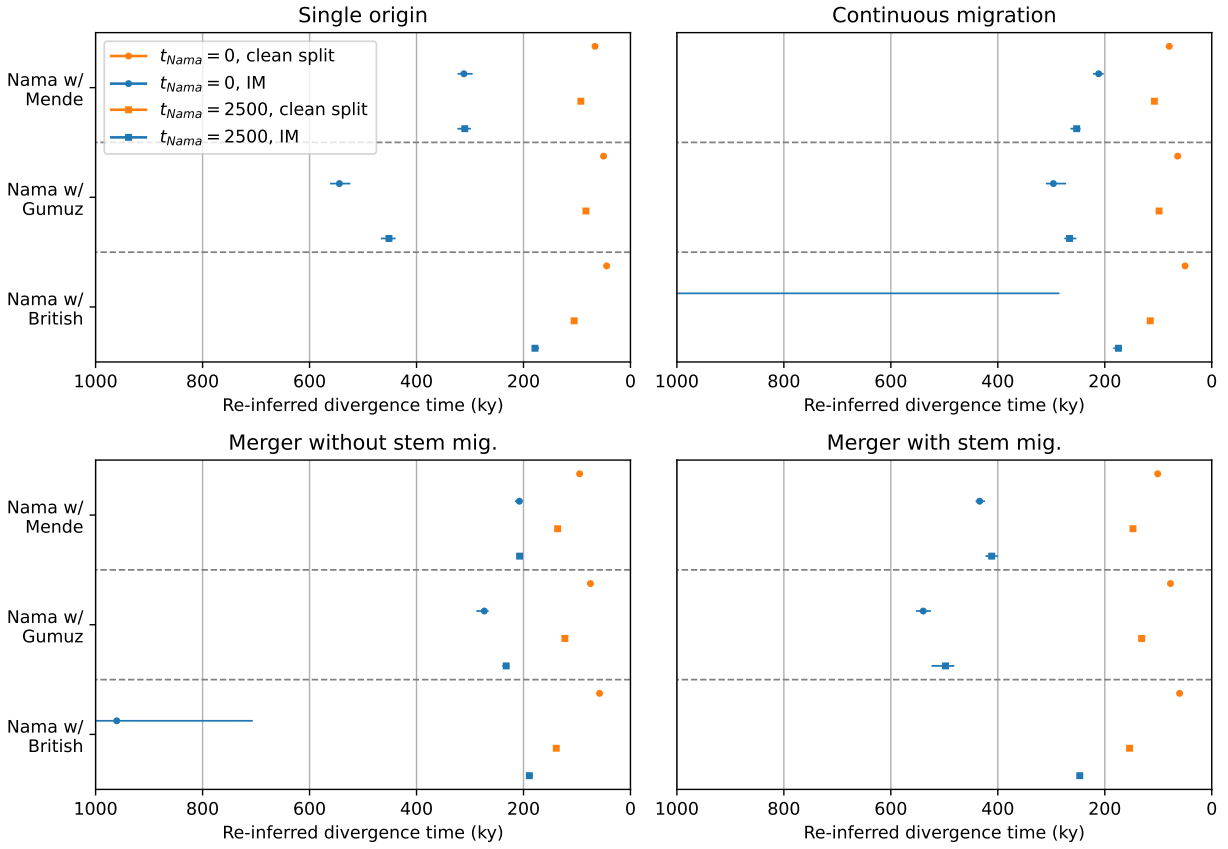 Single origin
Nama w/
Mende
Nama w/
Gumuz
Nama w/
British
t_Nama = 0, clean split
t_Nama = 0, IM
t_Nama = 2500, clean split
t_Nama = 2500, IM
1000 800 600 400 200 0
Re-inferred divergence time (ky)
Continuous migration
1000 800 600 400 200 0
Re-inferred divergence time (ky)
Merger without stem mig.
Nama w/
Mende
Nama w/
Gumuz
Nama w/
British
1000 800 600 400 200 0
Re-inferred divergence time (ky)
Merger with stem mig.
1000 800 600 400 200 0
Re-inferred divergence time (ky)